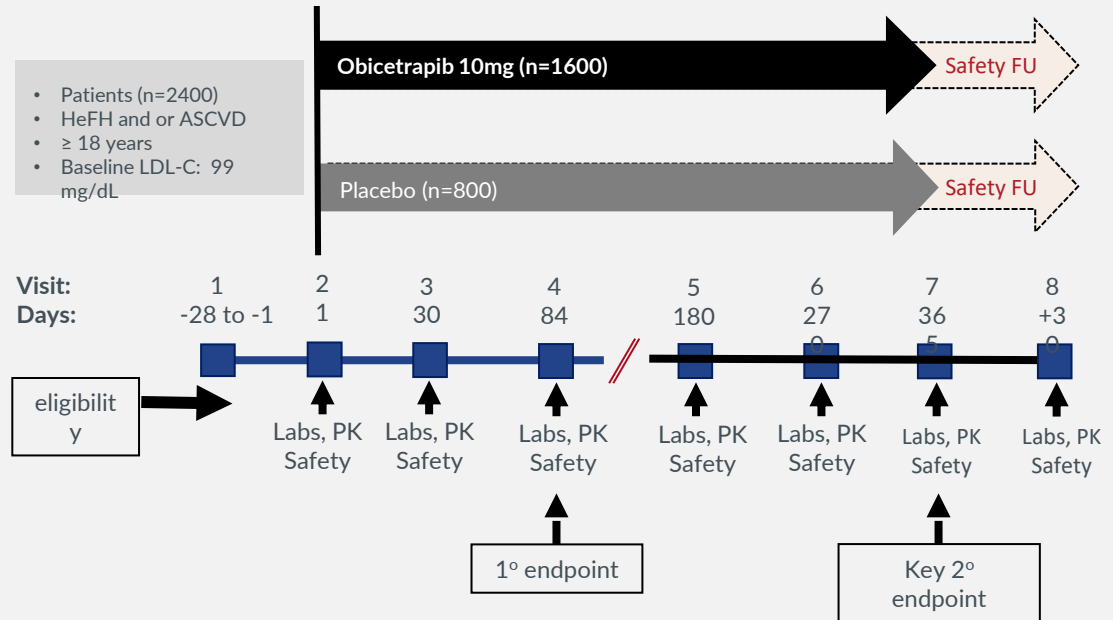 Obicetrapib 10mg (n=1600)
Safety FU
• Patients (n=2400)
• HeFH and or ASCVD
• ≥ 18 years
• Baseline LDL-C: 99
mg/dL
Placebo (n=800)
Safety FU
Visit: 1 2 3 4 5 6 7 8
Days: -28 to -1 1 30 84 180 27 36 +3
0 5 0
eligibilit
y
Labs, PK Labs, PK Labs, PK Labs, PK Labs, PK Labs, PK Labs, PK
Safety Safety Safety Safety Safety Safety Safety
1º endpoint
Key 2º
endpoint